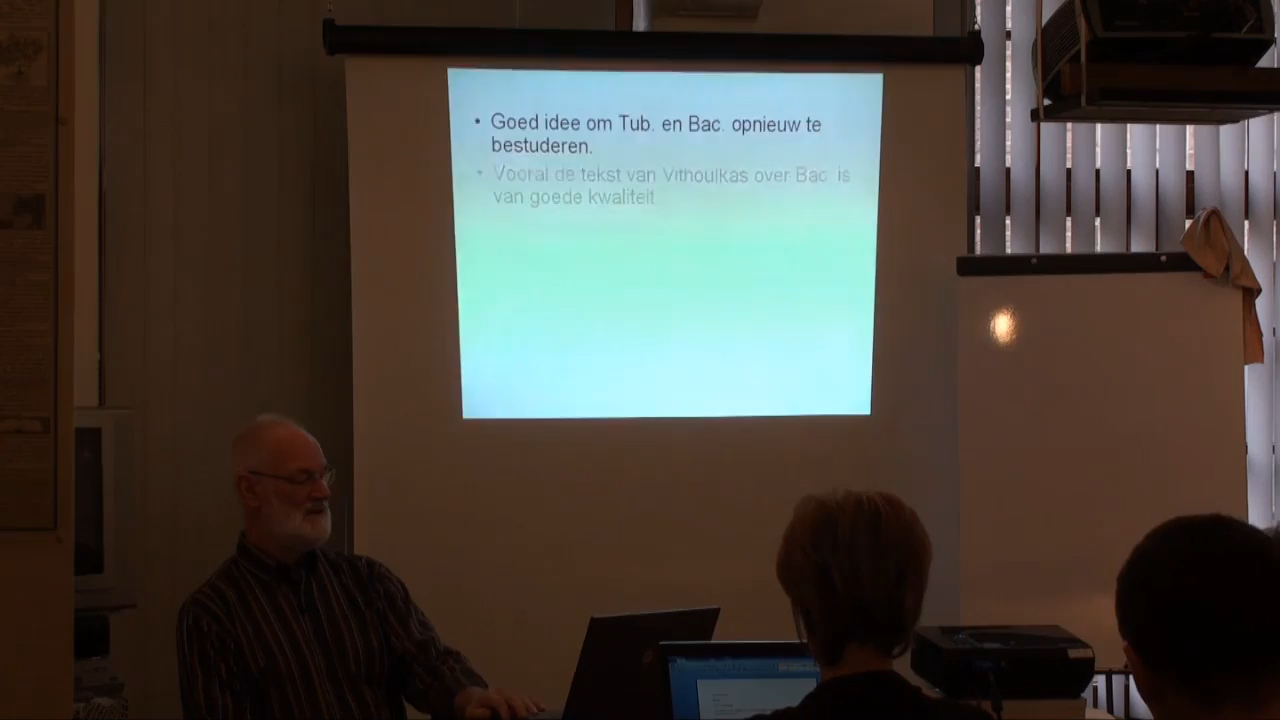 • Goed idee om Tub. en Bac. opnieuw te
bestuderen.
• Vooral de tekst van Vithoulkas over Bac is
van goede kwaliteit